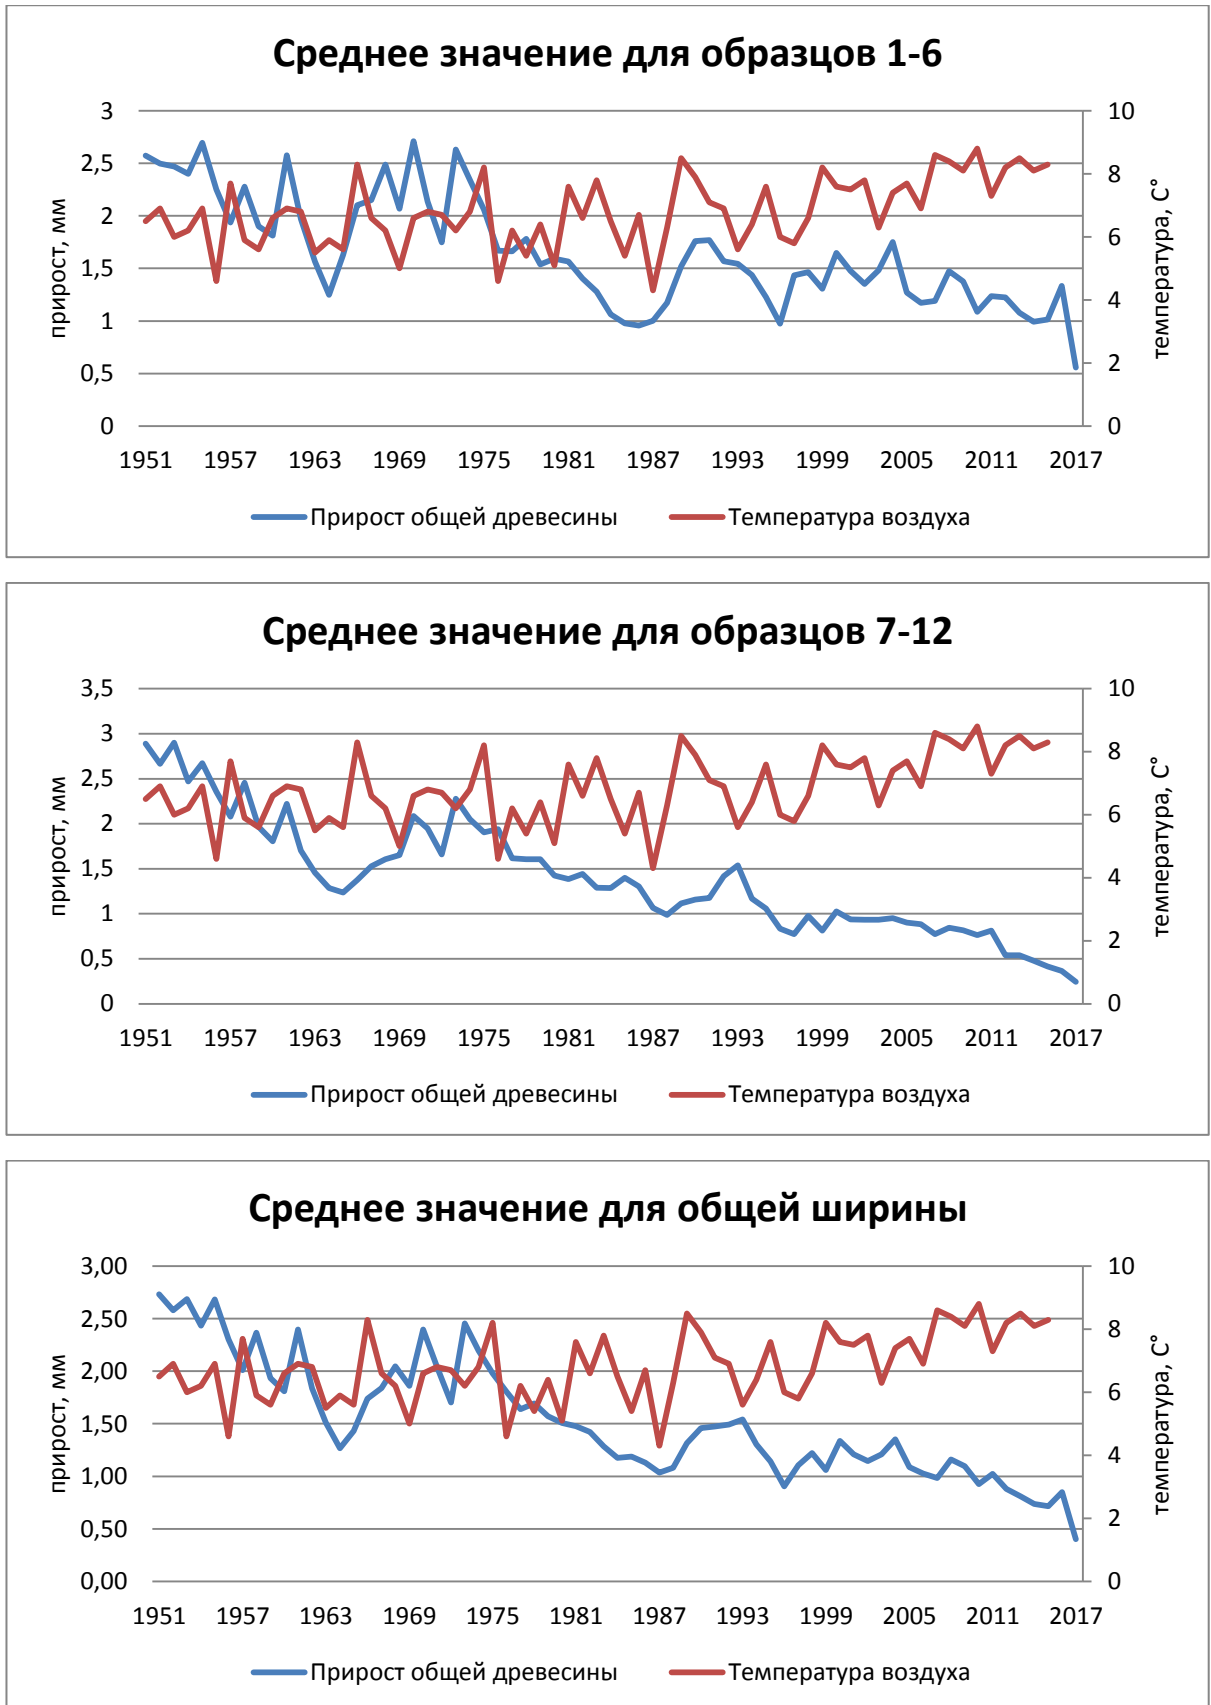 Среднее значение для образцов 1-6
3 10
2,5 8
2 6
1,5
1 4
0,5 2
0 0
прирост, мм
температура, С˚
1951 1957 1963 1969 1975 1981 1987 1993 1999 2005 2011 2017
Прирост общей древесины Температура воздуха
Среднее значение для образцов 7-12
3,5 10
3 8
2,5
2 6
1,5 4
1 2
0,5
0 0
прирост, мм
температура, С˚
1951 1957 1963 1969 1975 1981 1987 1993 1999 2005 2011 2017
Прирост общей древесины Температура воздуха
Среднее значение для общей ширины
3,00 10
2,50 8
2,00 6
1,50
1,00 4
0,50 2
0,00 0
прирост, мм
температура, С˚
1951 1957 1963 1969 1975 1981 1987 1993 1999 2005 2011 2017
Прирост общей древесины Температура воздуха